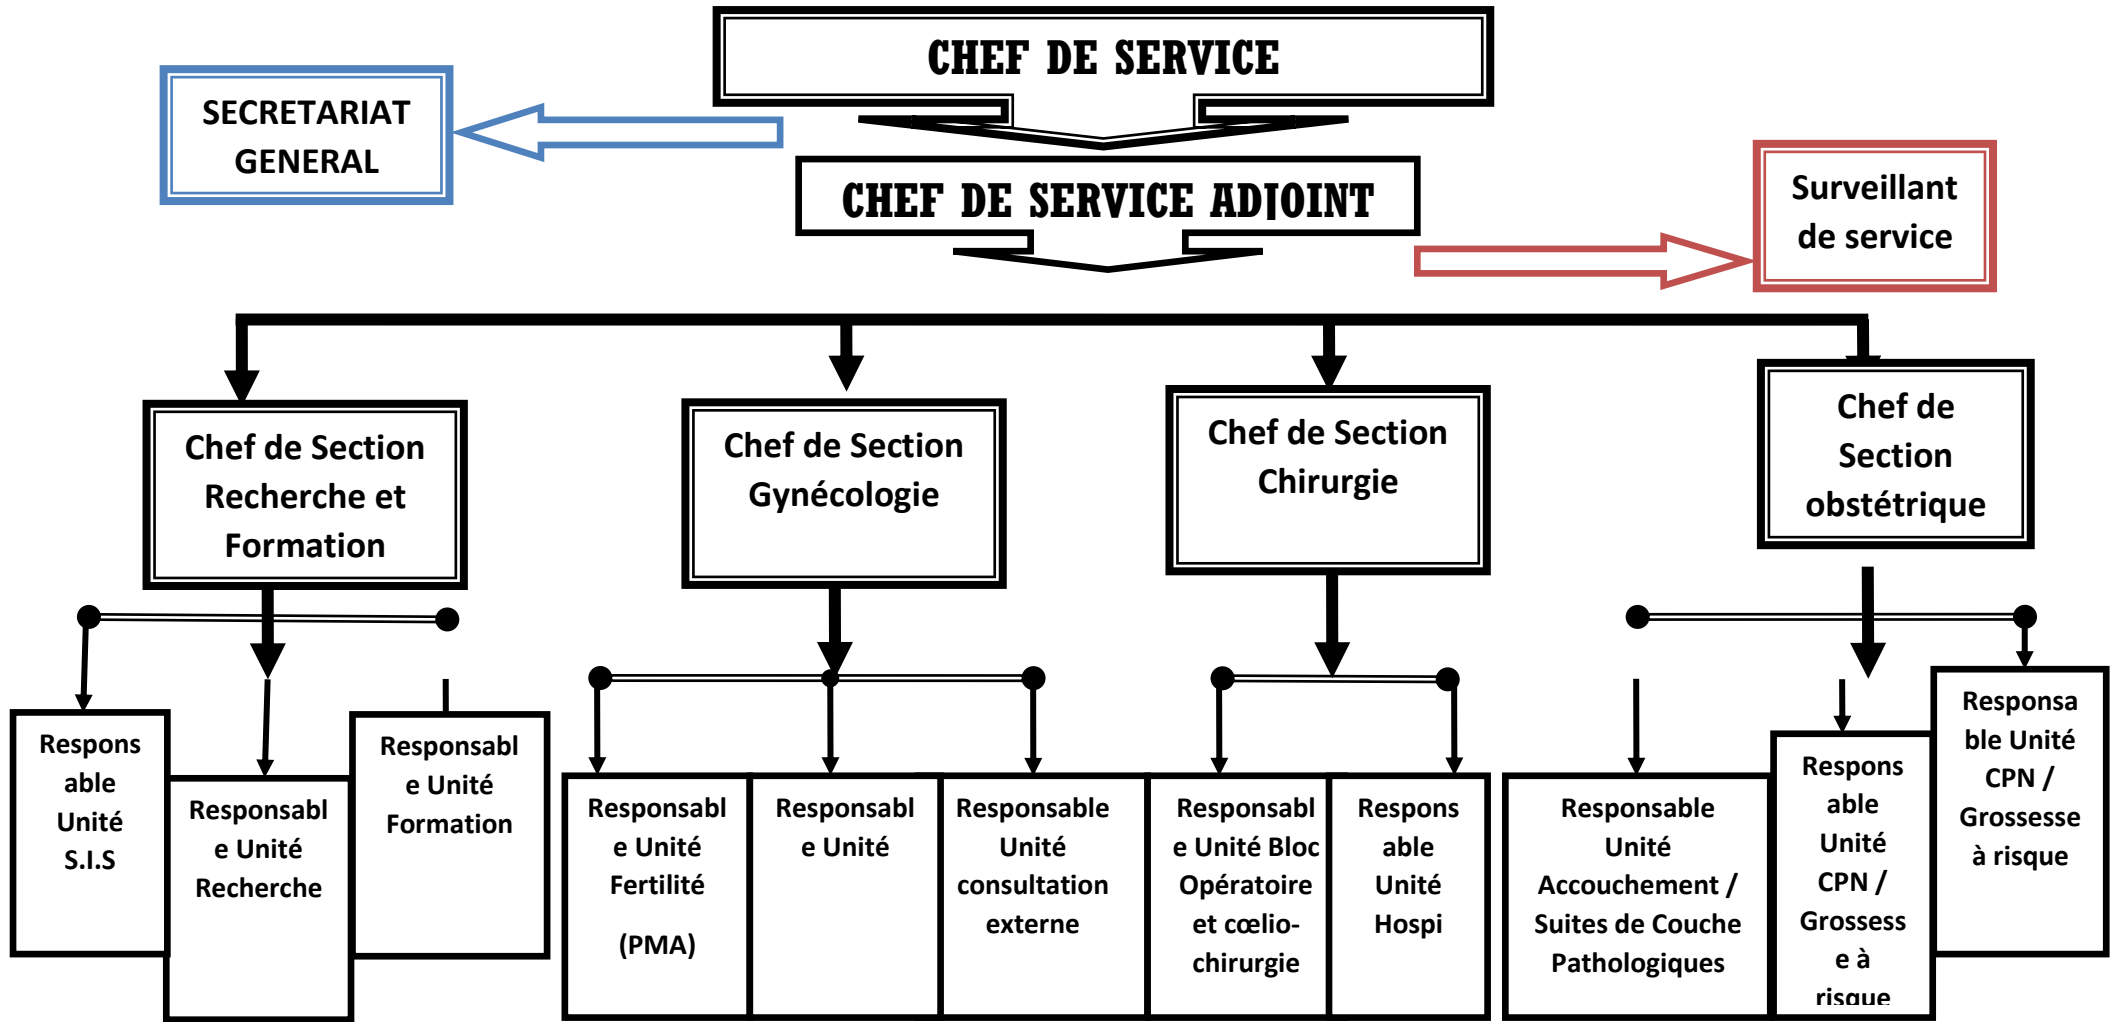 CHEF DE SERVICE
SECRETARIAT
GENERAL
CHEF DE SERVICE ADJOINT
Surveillant
de service
Chef de Section
Recherche et
Formation
Chef de Section
Gynécologie
Chef de Section
Chirurgie
Chef de
Section
obstétrique
Respons
able
Unité
S.I.S
Responsabl
e Unité
Recherche
Responsabl
e Unité
Formation
Responsabl
e Unité
Fertilité
(PMA)
Responsabl
e Unité
Responsable
Unité
consultation
externe
Responsabl
e Unité Bloc
Opératoire
et cœlio-
chirurgie
Respons
able
Unité
Hospi
Responsable
Unité
Accouchement /
Suites de Couche
Pathologiques
Respons
able
Unité
CPN /
Grossess
e à
risque
Responsa
ble Unité
CPN /
Grossesse
à risque